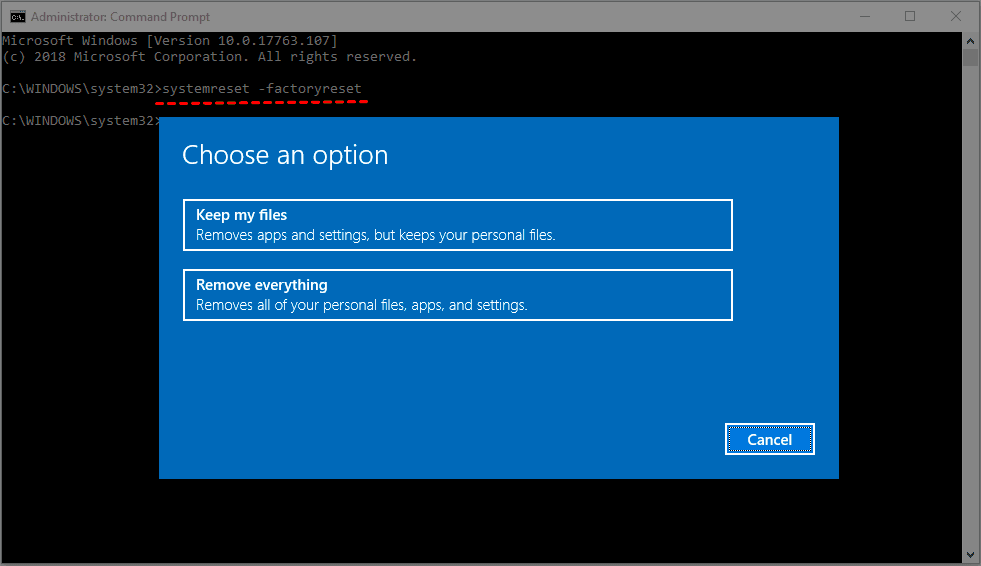 Administrator: Command Prompt
Microsoft Windows [Version 10.0.17763.107]
(c) 2018 Microsoft Corporation. All rights reserved.
C:\WINDOWS\system32>systemreset -factoryreset
C:\WINDOWS\system32>
Choose an option
Keep my files
Removes apps and settings, but keeps your personal files.
Remove everything
Removes all of your personal files, apps, and settings.
Cancel